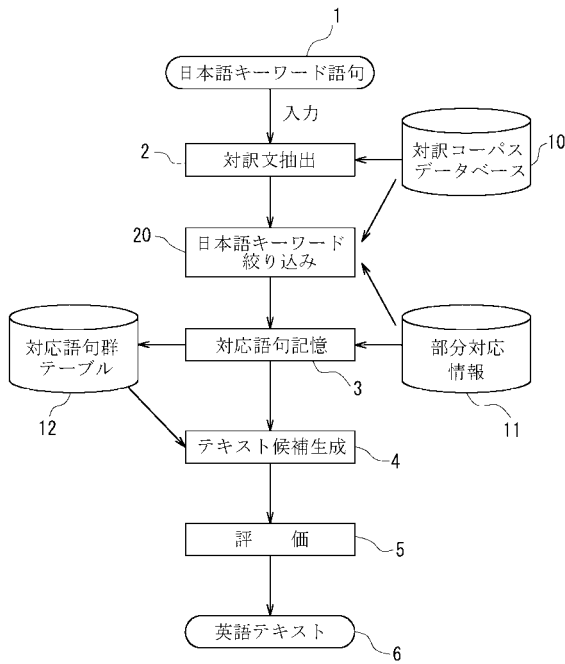 1
日本語キーワード語句
入力
2
対訳文抽出
対訳コーパス
データベース
10
20
日本語キーワード
絞り込み
対応語句群
テーブル
12
対応語句記憶
3
部分対応
情報
11
テキスト候補生成
4
評 価
5
英語テキスト
6